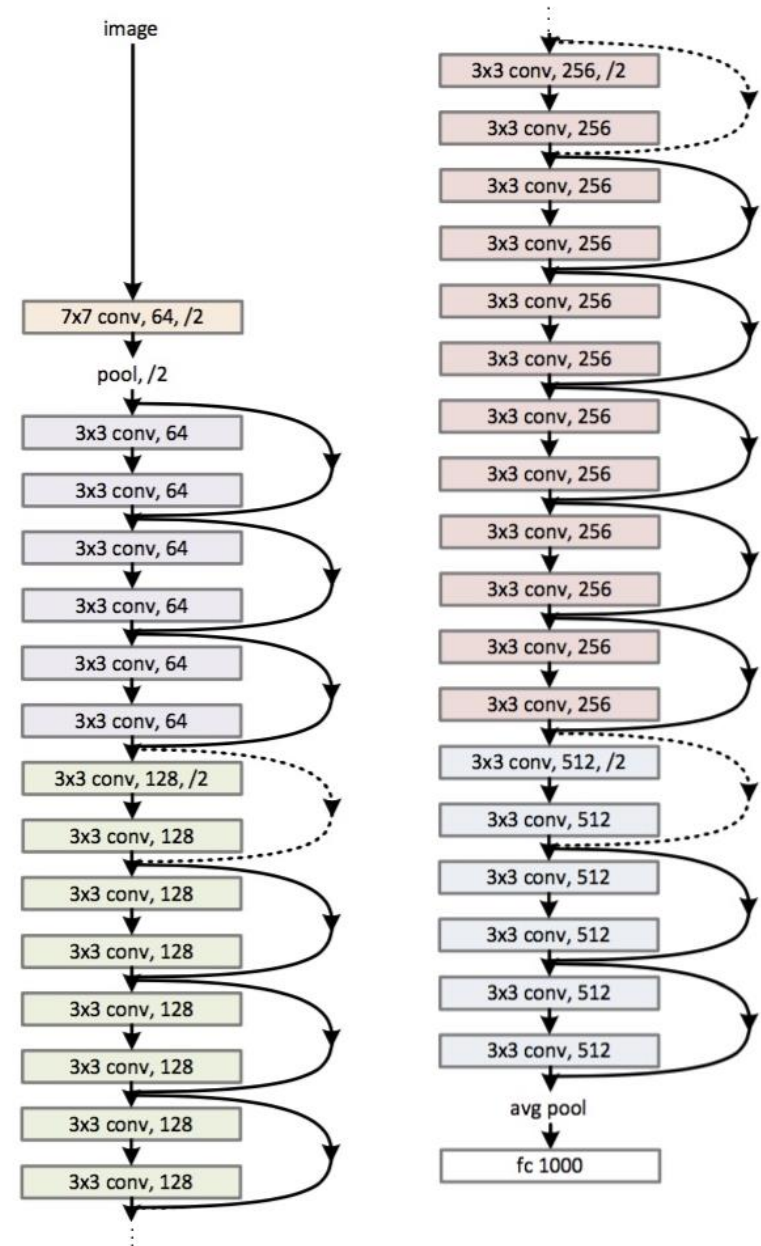 image
7x7 conv, 64, /2
pool, /2
3x3 conv, 64
3x3 conv, 64
3x3 conv, 64
3x3 conv, 64
3x3 conv, 64
3x3 conv, 64
3x3 conv, 128, /2
3x3 conv, 128
3x3 conv, 128
3x3 conv, 128
3x3 conv, 128
3x3 conv, 128
3x3 conv, 128
3x3 conv, 128
3x3 conv, 256, /2
3x3 conv, 256
3x3 conv, 256
3x3 conv, 256
3x3 conv, 256
3x3 conv, 256
3x3 conv, 256
3x3 conv, 256
3x3 conv, 256
3x3 conv, 256
3x3 conv, 256
3x3 conv, 256
3x3 conv, 512, /2
3x3 conv, 512
3x3 conv, 512
3x3 conv, 512
3x3 conv, 512
3x3 conv, 512
avg pool
fc 1000